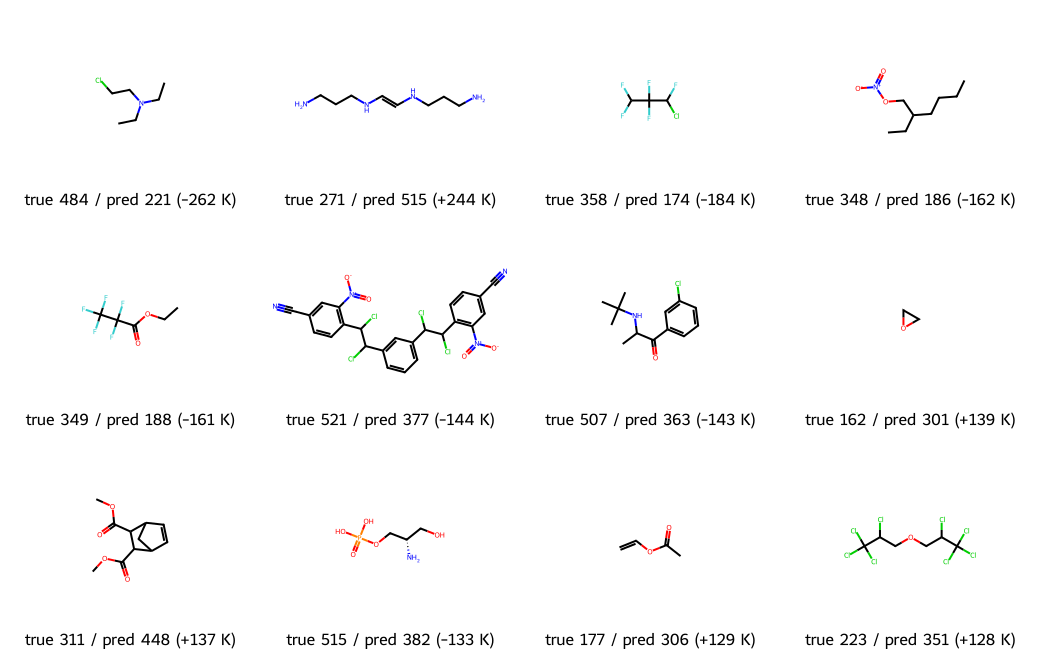 true 484 / pred 221 (-262 K)
true 271 / pred 515 (+244 K)
true 358 / pred 174 (-184 K)
true 348 / pred 186 (-162 K)
true 349 / pred 188 (-161 K)
true 521 / pred 377 (-144 K)
true 507 / pred 363 (-143 K)
true 162 / pred 301 (+139 K)
true 311 / pred 448 (+137 K)
true 515 / pred 382 (-133 K)
true 177 / pred 306 (+129 K)
true 223 / pred 351 (+128 K)